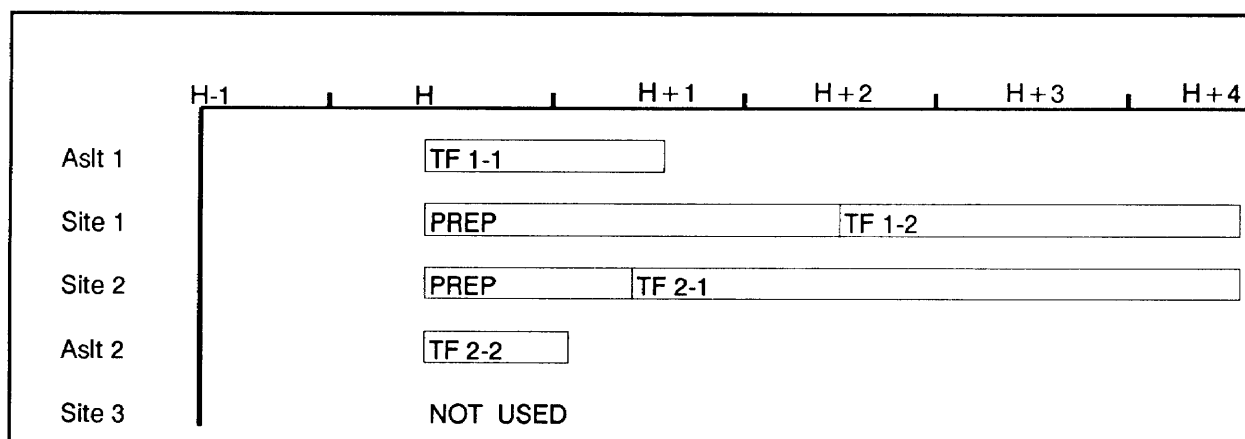 H-1 H H+1 H+2 H+3 H+4
Aslt 1 TF 1-1
Site 1 PREP TF 1-2
Site 2 PREP TF 2-1
Aslt 2 TF 2-2
Site 3 NOT USED